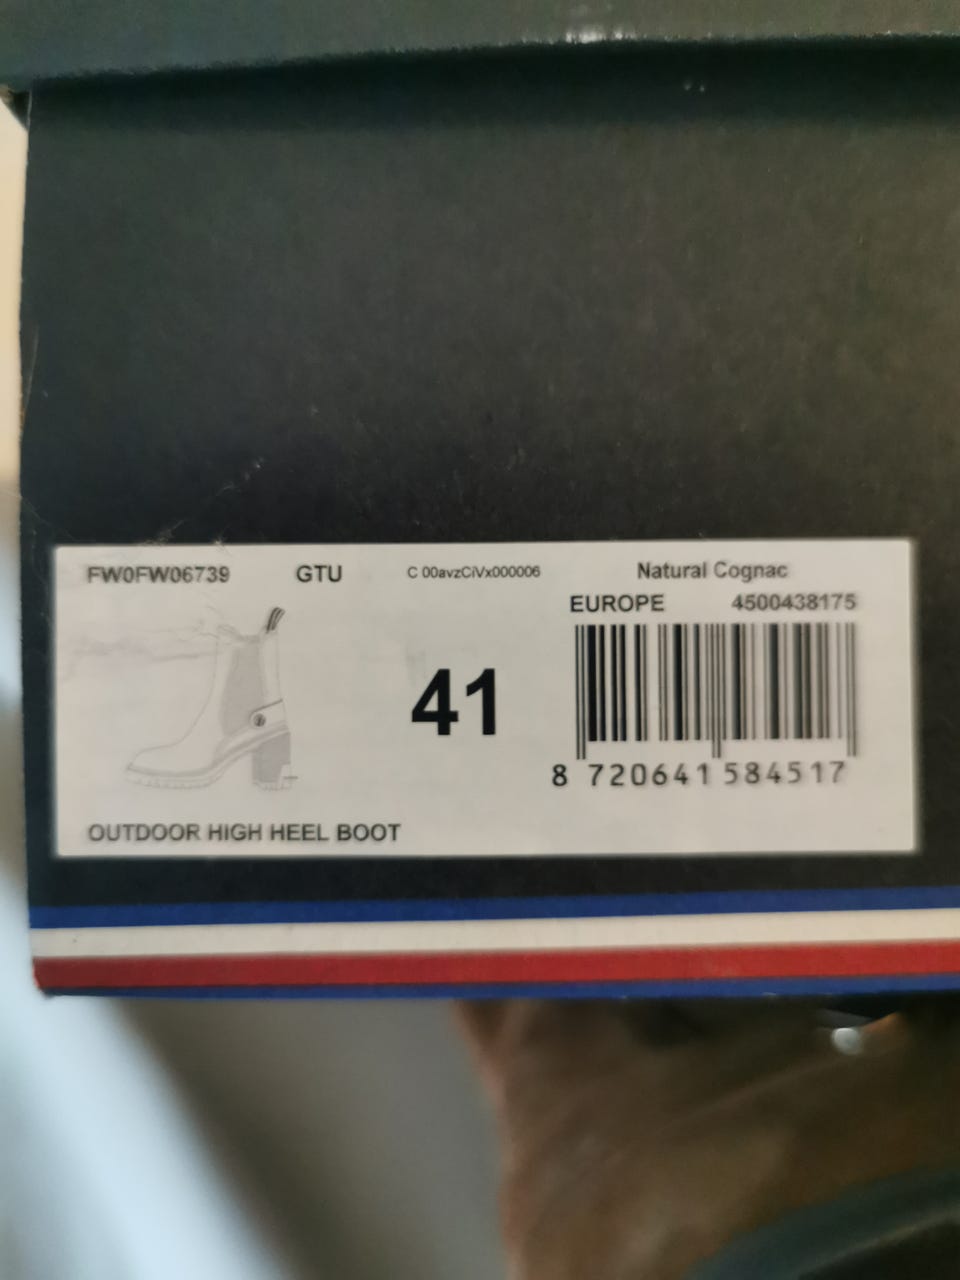 FW0FW06739 GTU C 00avzCiVx000006 Natural Cognac
EUROPE 4500438175
41
8 720641 584517
OUTDOOR HIGH HEEL BOOT